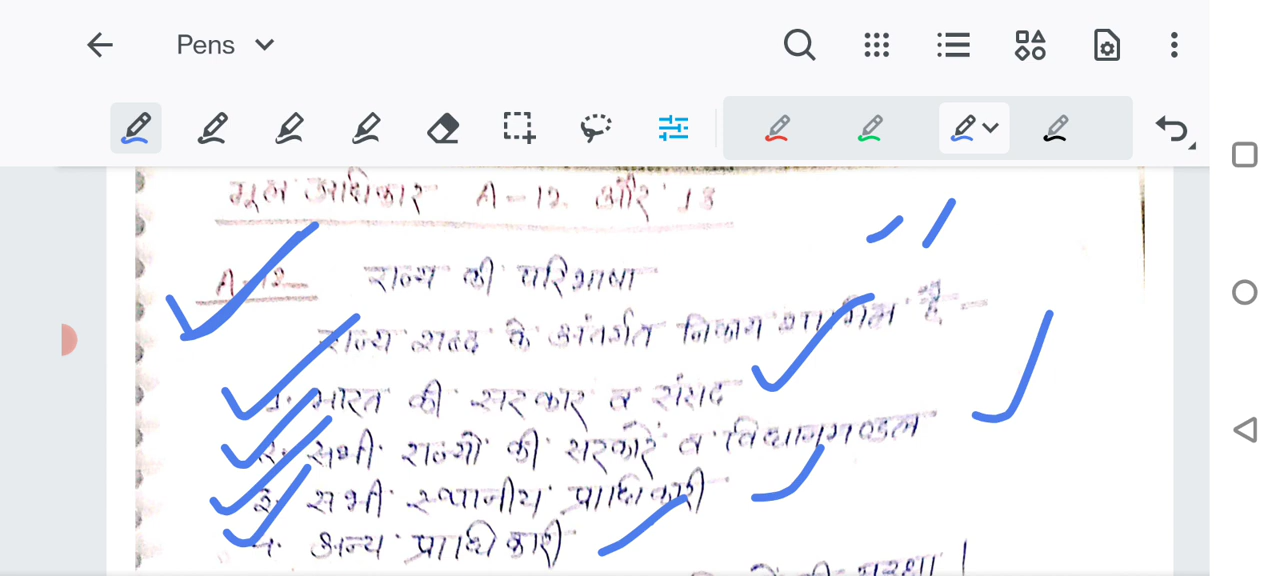 Pens
मूल अधिकार A-12 और 13
A-12 राज्य की परिभाषा
राज्य शब्द के अंतर्गत निकाय शामिल है -
1. भारत की सरकार व संसद
2. सभी राज्यों की सरकारें व विधानमण्डल
3. सभी स्थानीय प्राधिकारी
4. अन्य प्राधिकारी